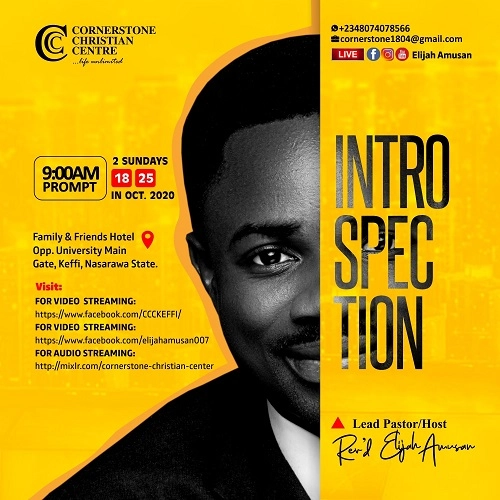 CCC
CORNERSTONE
CHRISTIAN
CENTRE
...life unlimited
+2348074078566
cornerstone1804@gmail.com
LIVE Elijah Amusan
9:00AM
PROMPT
2 SUNDAYS
18 25
IN OCT. 2020
Family & Friends Hotel
Opp. University Main
Gate, Keffi, Nasarawa State.
Visit:
FOR VIDEO STREAMING:
https://www.facebook/CCCKEFFI/
FOR VIDEO STREAMING:
https://www.facebook/elijahamusan007
FOR AUDIO STREAMING:
http://mixlr.com/cornerstone-christian-center
INTRO
SPEC
TION
Lead Pastor/Host
Rev'd Elijah Amusan